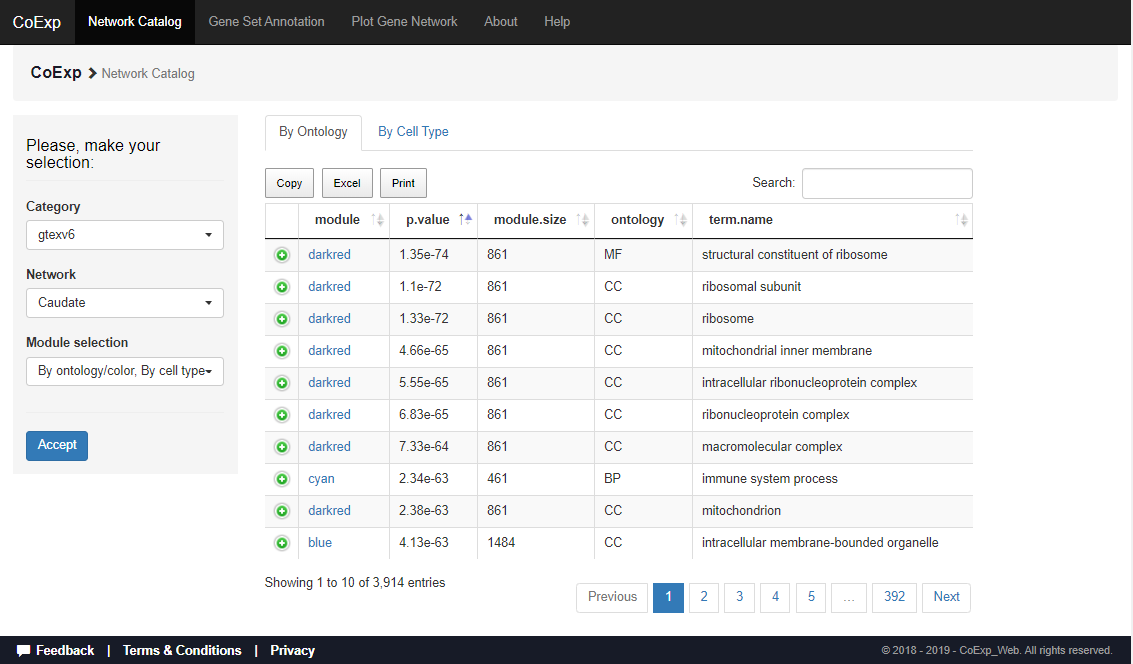 CoExp Network Catalog Gene Set Annotation Plot Gene Network About Help
CoExp Network Catalog
Please, make your
selection:
Category
gtexv6
Network
Caudate
Module selection
By ontology/color, By cell type
Accept
By Ontology By Cell Type
Copy Excel Print Search:
module p.value module.size ontology term.name
darkred 1.35e-74 861 MF structural constituent of ribosome
darkred 1.1e-72 861 CC ribosomal subunit
darkred 1.33e-72 861 CC ribosome
darkred 4.66e-65 861 CC mitochondrial inner membrane
darkred 5.55e-65 861 CC intracellular ribonucleoprotein complex
darkred 6.83e-65 861 CC ribonucleoprotein complex
darkred 7.33e-64 861 CC macromolecular complex
cyan 2.34e-63 461 BP immune system process
darkred 2.38e-63 861 CC mitochondrion
blue 4.13e-63 1484 CC intracellular membrane-bounded organelle
Showing 1 to 10 of 3,914 entries
Previous 1 2 3 4 5 … 392 Next
Feedback | Terms & Conditions | Privacy © 2018 - 2019 - CoExp_Web. All rights reserved.